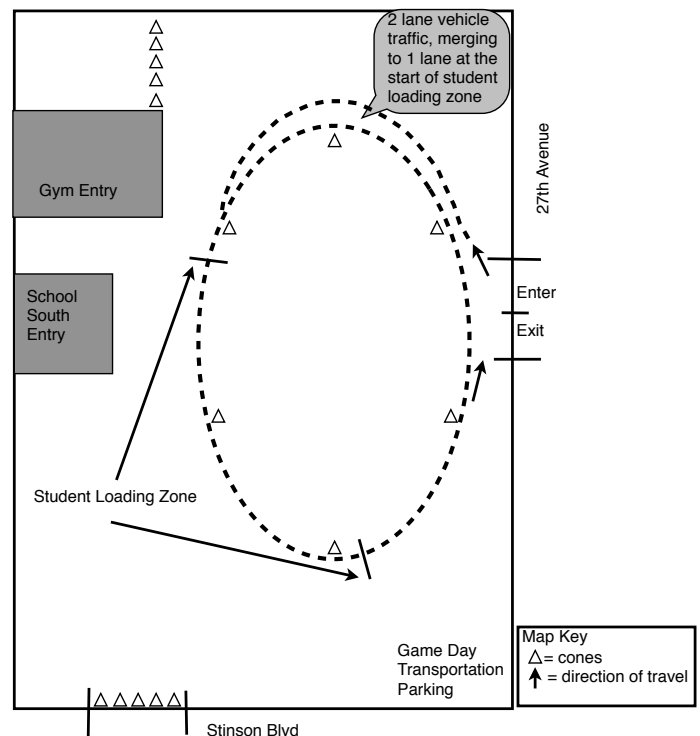 2 lane vehicle
traffic, merging
to 1 lane at the
start of student
loading zone
27th Avenue
Gym Entry
School
South
Entry
Enter
Exit
Student Loading Zone
Game Day
Transportation
Parking
Map Key
= cones
= direction of travel
Stinson Blvd